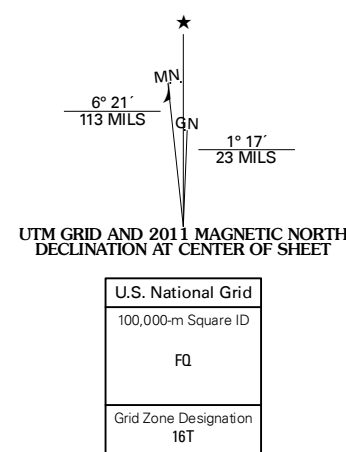 ★
M.N.
GN
6° 21´
113 MILS
1° 17´
23 MILS
UTM GRID AND 2011 MAGNETIC NORTH
DECLINATION AT CENTER OF SHEET
U.S. National Grid
100,000-m Square ID
FQ
Grid Zone Designation
16T